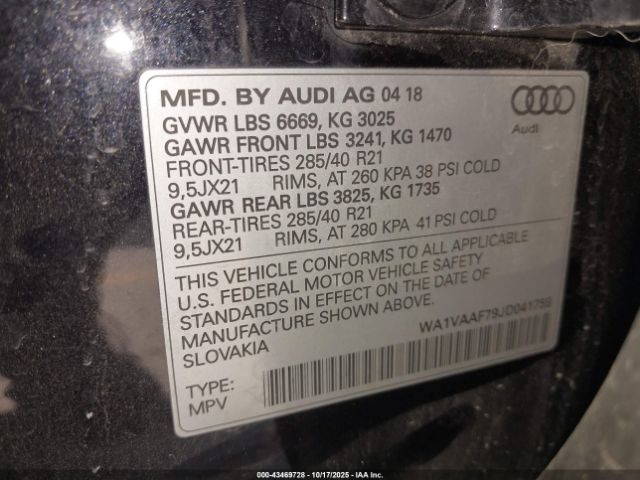 MFD. BY AUDI AG 04 18
GVWR LBS 6669, KG 3025
GAWR FRONT LBS 3241, KG 1470
FRONT-TIRES 285/40 R21
9,5JX21 RIMS, AT 260 KPA 38 PSI COLD
GAWR REAR LBS 3825, KG 1735
REAR-TIRES 285/40 R21
9,5JX21 RIMS, AT 280 KPA 41 PSI COLD
Audi
THIS VEHICLE CONFORMS TO ALL APPLICABLE
U.S. FEDERAL MOTOR VEHICLE SAFETY
STANDARDS IN EFFECT ON THE DATE OF
MANUFACTURE SHOWN ABOVE.
SLOVAKIA
WA1VAAF79JD041759
TYPE:
MPV
000-43469728 - 10/17/2025 - IAA Inc.